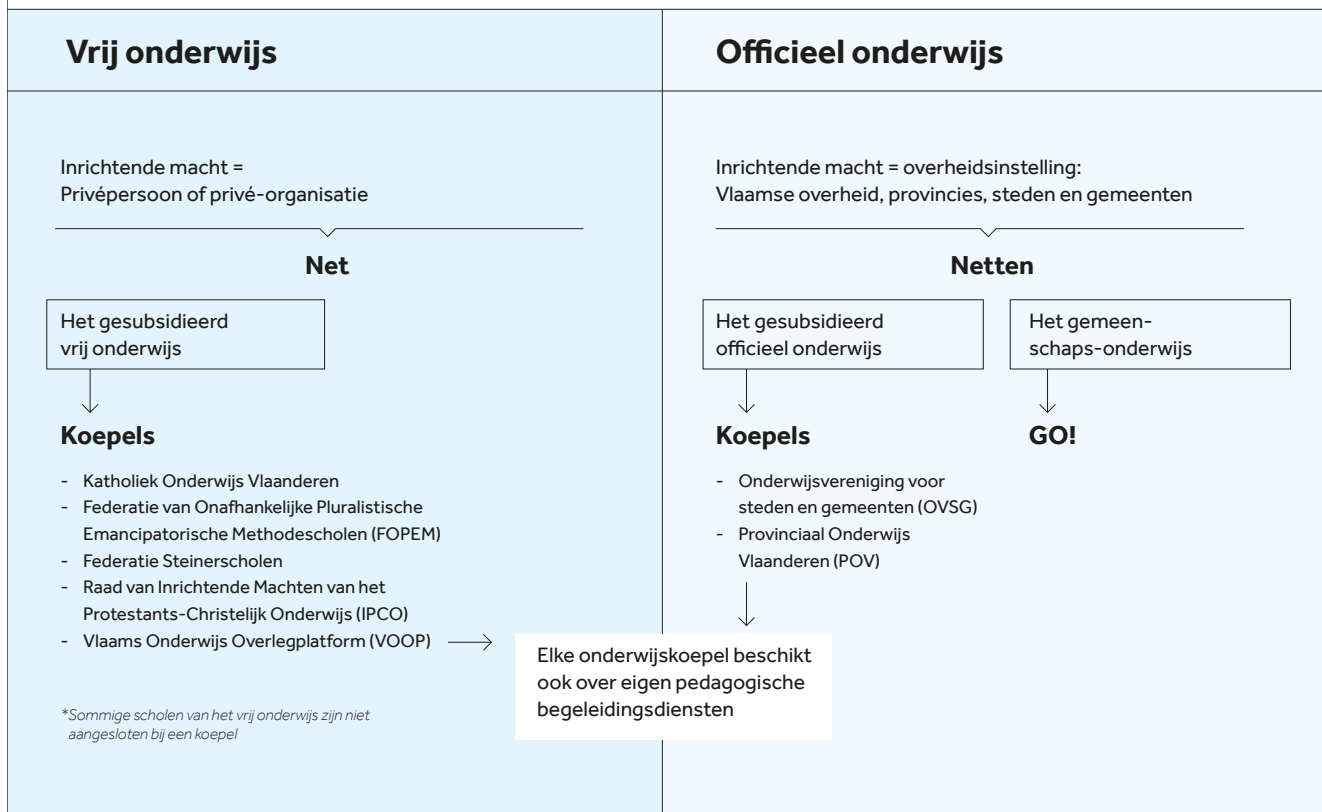 Vrij onderwijs
Inrichtende macht =
Privépersoon of privé-organisatie
Net
Het gesubsidieerd
vrij onderwijs
Koepels
- Katholiek Onderwijs Vlaanderen
- Federatie van Onafhankelijke Pluralistische
Emancipatorische Methodescholen (FOPEM)
- Federatie Steinerscholen
- Raad van Inrichtende Machten van het
Protestants-Christelijk Onderwijs (IPCO)
- Vlaams Onderwijs Overlegplatform (VOOP)
*Sommige scholen van het vrij onderwijs zijn niet
aangesloten bij een koepel
Officieel onderwijs
Inrichtende macht = overheidsinstelling:
Vlaamse overheid, provincies, steden en gemeenten
Netten
Het gesubsidieerd
officieel onderwijs
Koepels
- Onderwijsvereniging voor
steden en gemeenten (OVSG)
- Provinciaal Onderwijs
Vlaanderen (POV)
Het gemeen-
schaps-onderwijs
GO!
Elke onderwijskoepel beschikt
ook over eigen pedagogische
begeleidingsdiensten